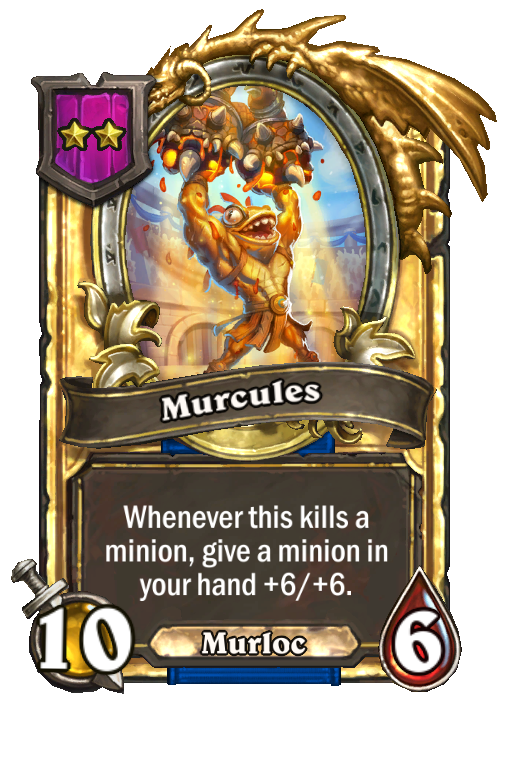 Murcules
Whenever this kills a
minion, give a minion in
your hand +6/+6.
10
Murloc
6